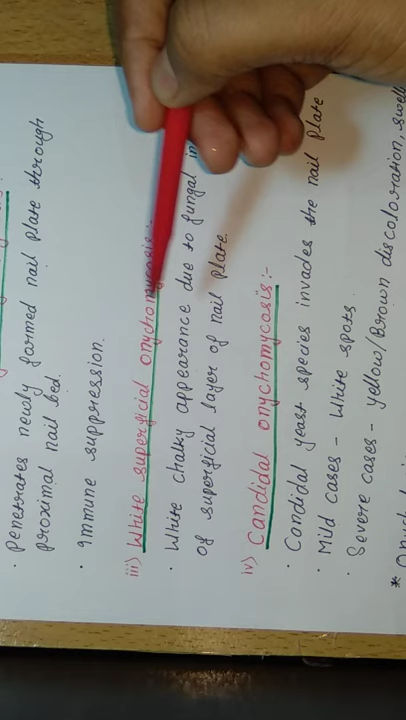 • Penetrates newly formed nail plate through
proximal nail bed.
• Immune suppression.
iii) White superficial onychomycosis:-
• White chalky appearance due to fungal in
of superficial layer of nail plate.
iv) Candidal onychomycosis:-
• Candidal yeast species invades the nail plate
• Mild cases - White spots.
• Severe cases - yellow/Brown discoloration, swell